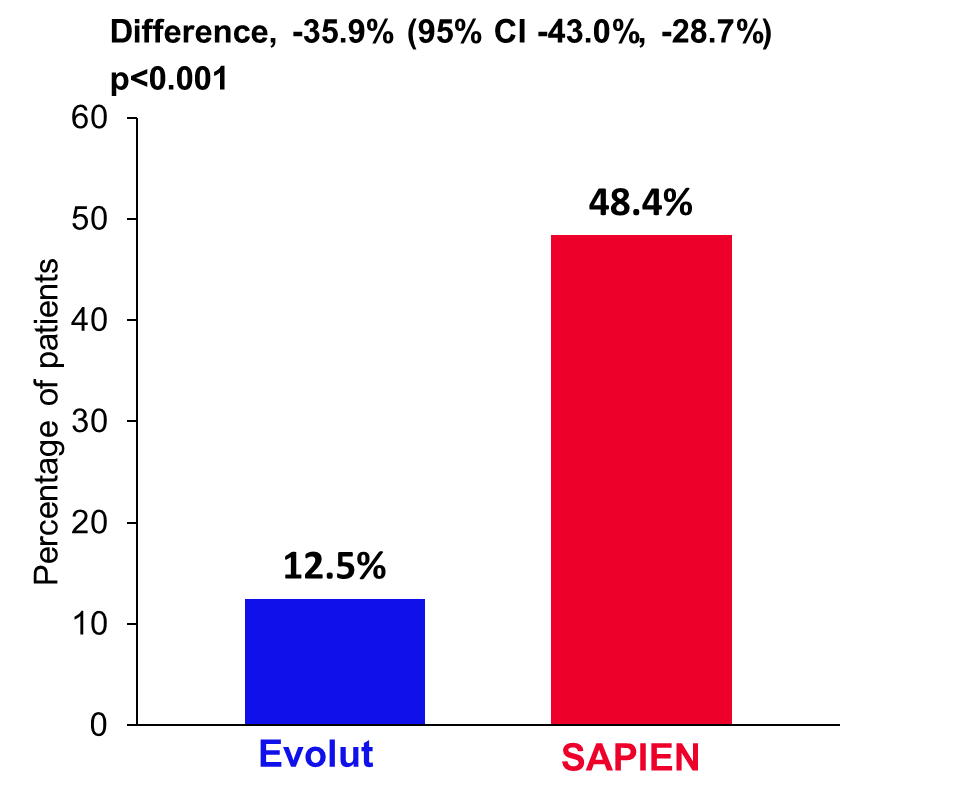 Difference, -35.9% (95% CI -43.0%, -28.7%)
p<0.001
Percentage of patients
60
50
40
30
20
10
0
48.4%
12.5%
Evolut
SAPIEN